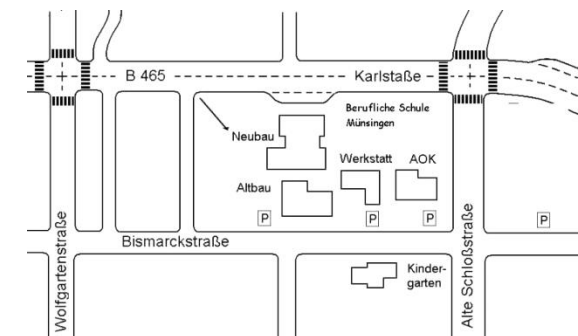 B 465
Karlstaße
Berufliche Schule
Münsingen
Neubau
Werkstatt
AOK
Altbau
P
P
P
P
Bismarckstraße
Wolfgartenstraße
Alte Schloßstraße
Kinder-
garten